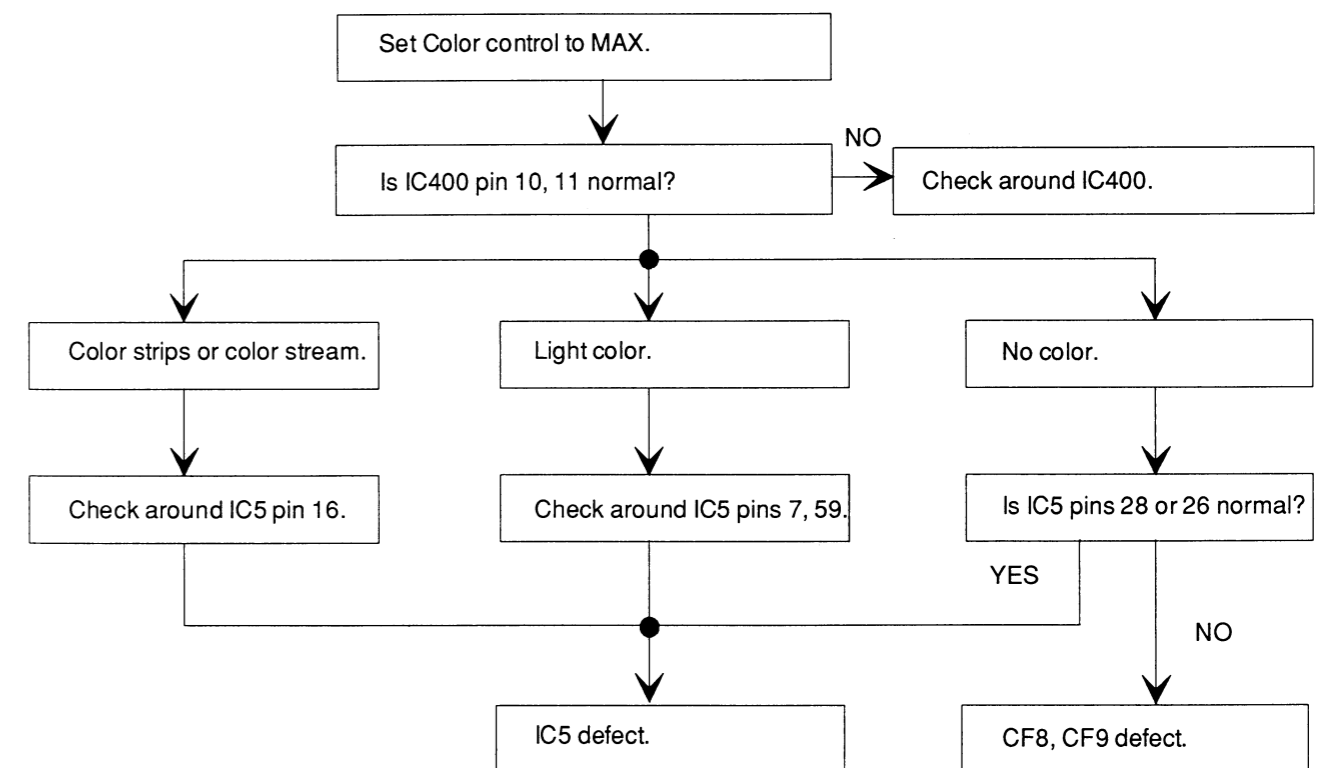 Set Color control to MAX.
NO
Is IC400 pin 10, 11 normal?
Check around IC400.
Color strips or color stream.
Light color.
No color.
Check around IC5 pin 16.
Check around IC5 pins 7, 59.
Is IC5 pins 28 or 26 normal?
YES
NO
IC5 defect.
CF8, CF9 defect.